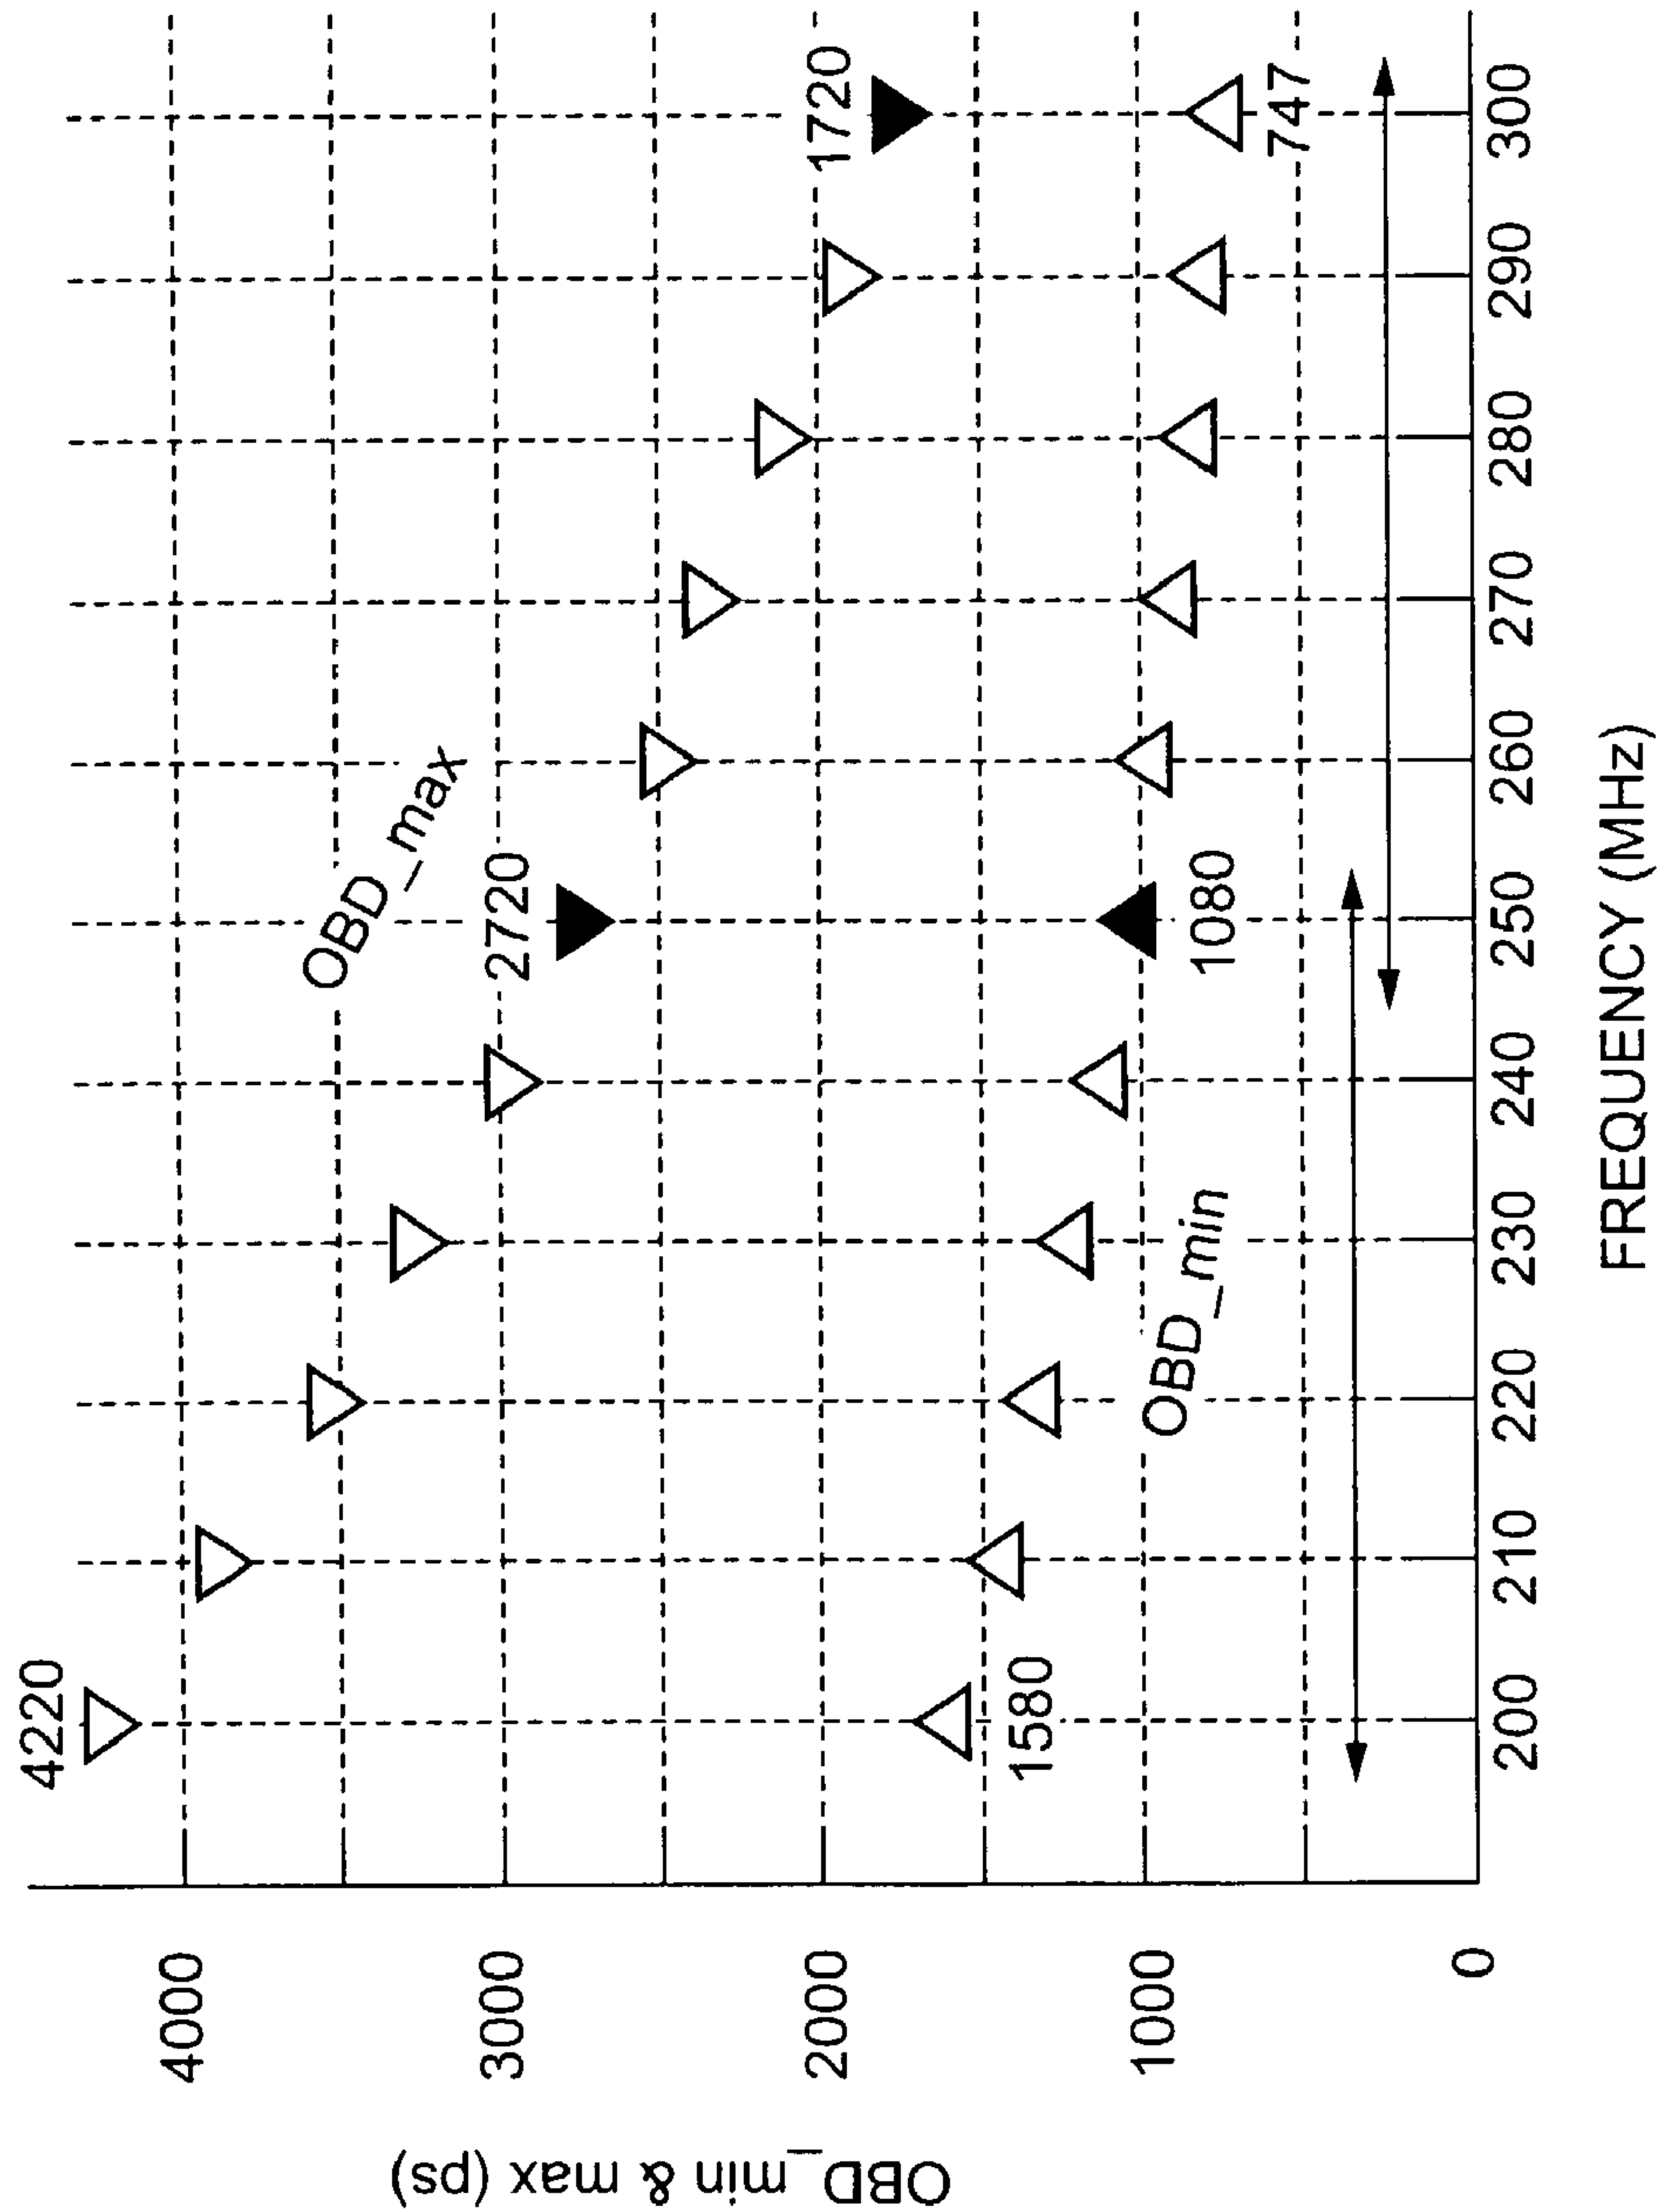 4220
OBD_max
2720
1720
1580
OBD_min
1080
747
4000
3000
2000
1000
0
200 210 220 230 240 250 260 270 280 290 300
FREQUENCY (MHz)
OBD_min & max (ps)